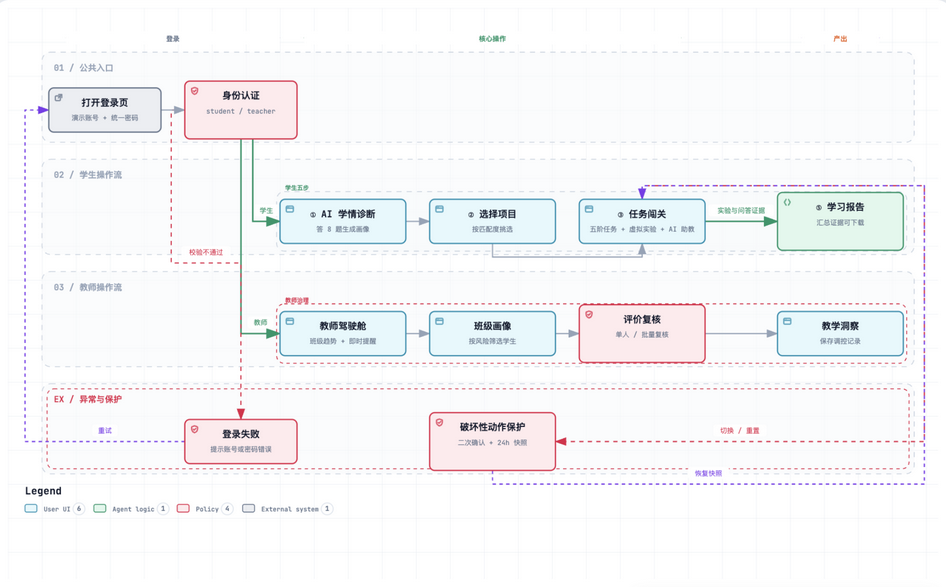 登录
核心操作
产出
01 / 公共入口
打开登录页
演示账号 + 统一密码
身份认证
student / teacher
02 / 学生操作流
学生五步
学生
① AI 学情诊断
答 8 题生成画像
② 选择项目
按匹配度挑选
③ 任务闯关
五阶任务 + 虚拟实验 + AI 助教
实验与问答证据
⑤ 学习报告
汇总证据可下载
校验不通过
03 / 教师操作流
教师治理
教师
教师驾驶舱
班级趋势 + 即时提醒
班级画像
按风险筛选学生
评价复核
单人 / 批量复核
教学洞察
保存调控记录
EX / 异常与保护
重试
登录失败
提示账号或密码错误
破坏性动作保护
二次确认 + 24h 快照
切换 / 重置
恢复快照
Legend
User UI 6
Agent logic 1
Policy 4
External system 1